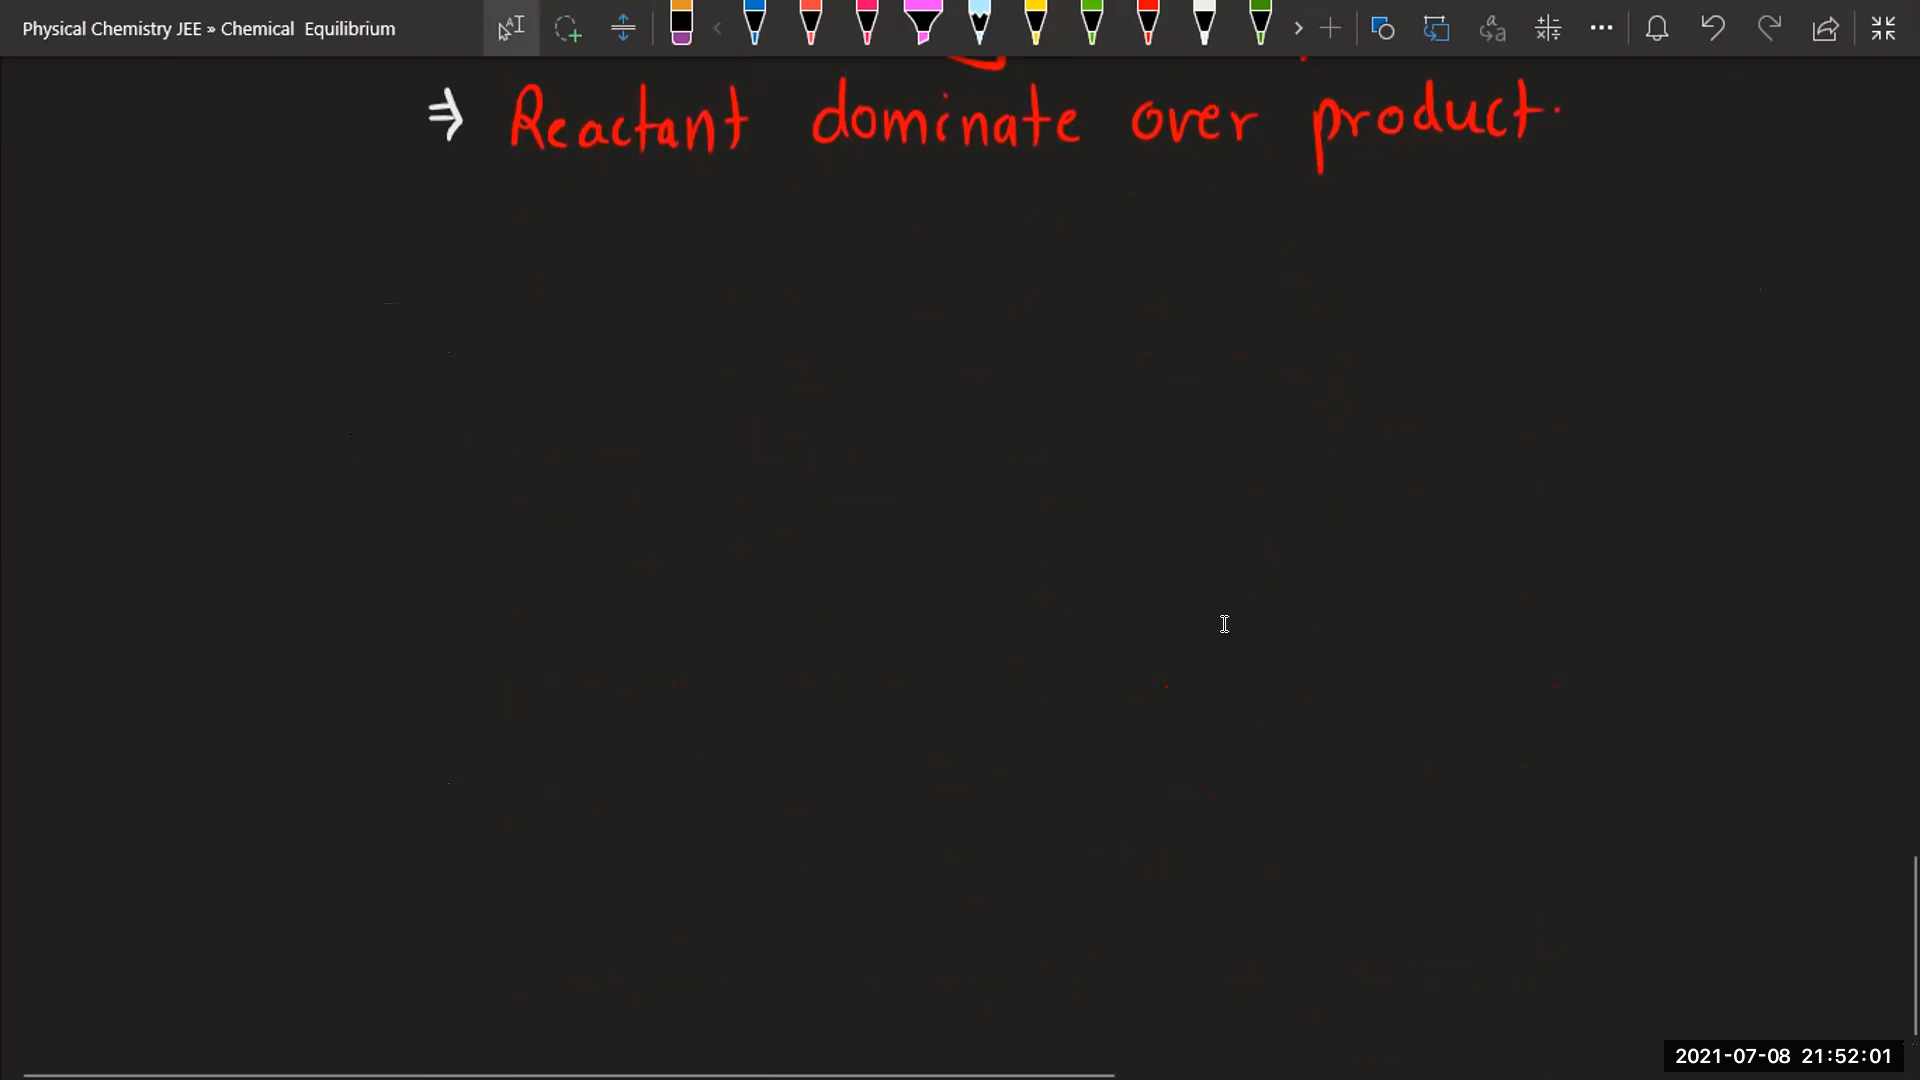 Physical Chemistry JEE » Chemical Equilibrium
⇒ Reactant dominate over product.
2021-07-08 21:52:01